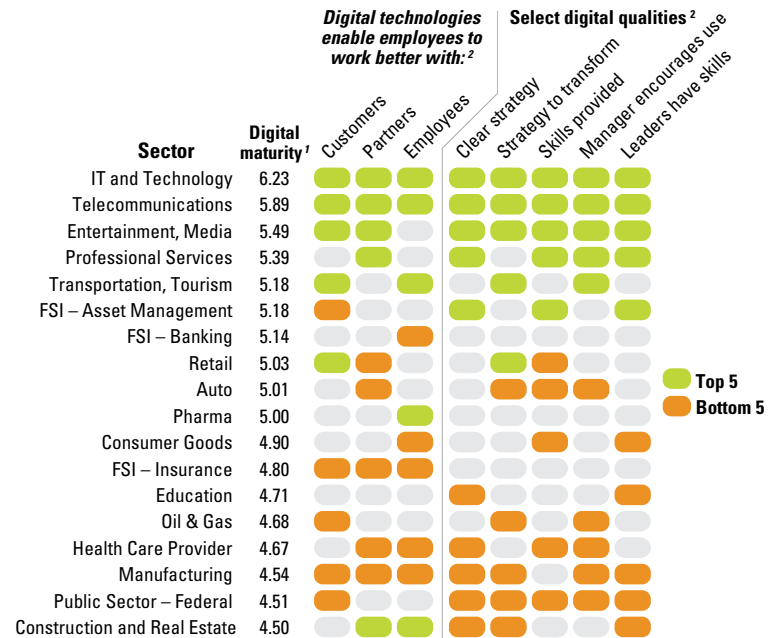 Digital technologies
enable employees to
work better with: 2
Select digital qualities 2
Sector
Digital
maturity 1
Customers
Partners
Employees
Clear strategy
Strategy to transform
Skills provided
Manager encourages use
Leaders have skills
IT and Technology 6.23
Telecommunications 5.89
Entertainment, Media 5.49
Professional Services 5.39
Transportation, Tourism 5.18
FSI – Asset Management 5.18
FSI – Banking 5.14
Retail 5.03
Auto 5.01
Pharma 5.00
Consumer Goods 4.90
FSI – Insurance 4.80
Education 4.71
Oil & Gas 4.68
Health Care Provider 4.67
Manufacturing 4.54
Public Sector – Federal 4.51
Construction and Real Estate 4.50
Top 5
Bottom 5